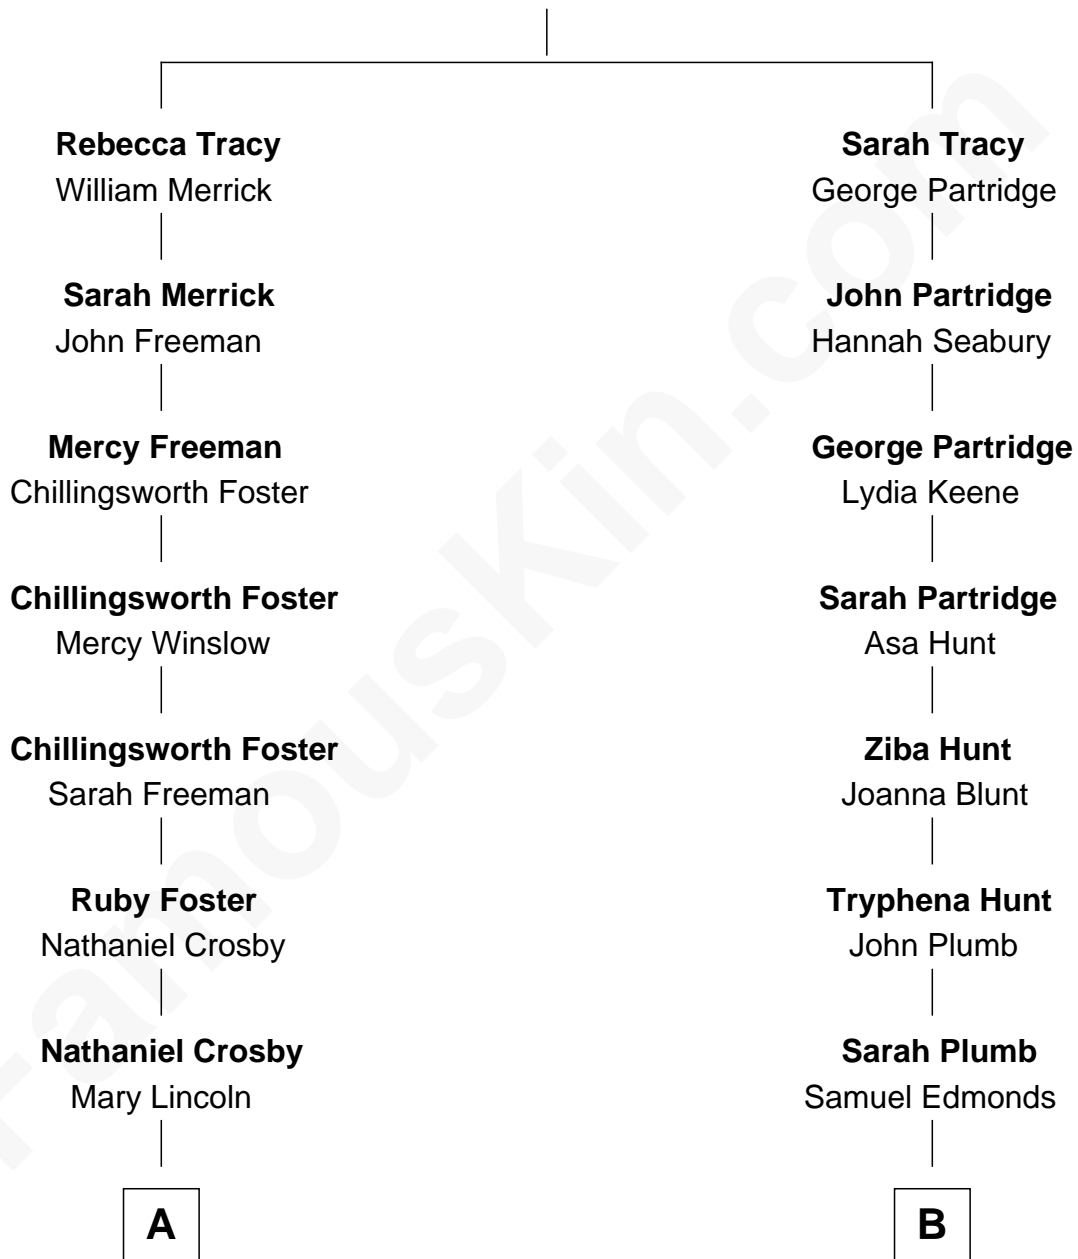 Rebecca Tracy
William Merrick
Sarah Merrick
John Freeman
Mercy Freeman
Chillingsworth Foster
Chillingsworth Foster
Mercy Winslow
Chillingsworth Foster
Sarah Freeman
Ruby Foster
Nathaniel Crosby
Nathaniel Crosby
Mary Lincoln
A
Sarah Tracy
George Partridge
John Partridge
Hannah Seabury
George Partridge
Lydia Keene
Sarah Partridge
Asa Hunt
Ziba Hunt
Joanna Blunt
Tryphena Hunt
John Plumb
Sarah Plumb
Samuel Edmonds
B
FamousKin.com